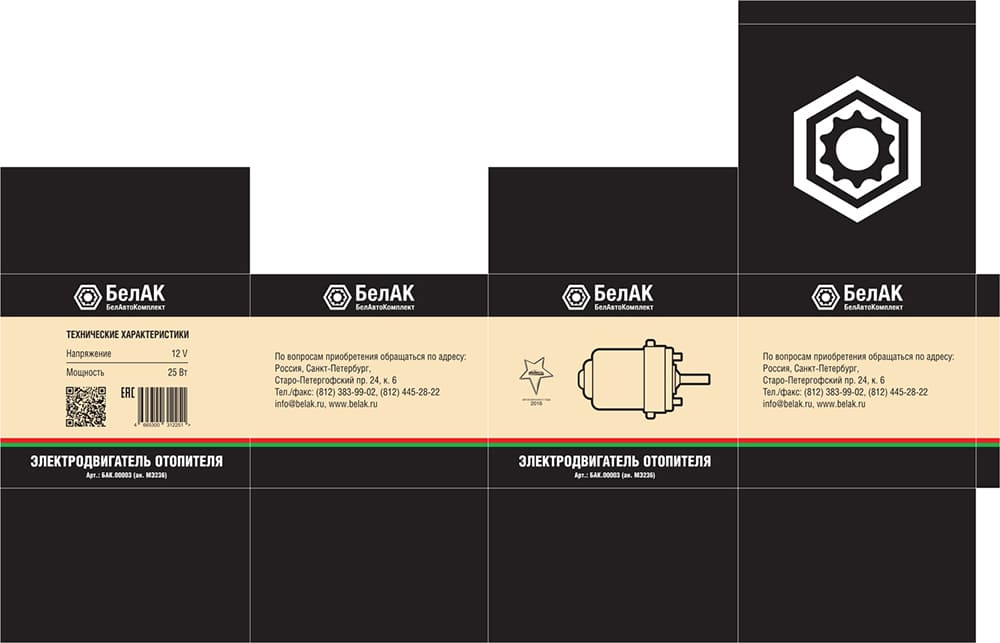 БелАК
БелАвтоКомплект
ТЕХНИЧЕСКИЕ ХАРАКТЕРИСТИКИ
Напряжение 12 V
Мощность 25 Вт
EAC
4 665300 312251 >
ЭЛЕКТРОДВИГАТЕЛЬ ОТОПИТЕЛЯ
Арт.: БАК.00003 (ан. МЭ236)
БелАК
БелАвтоКомплект
По вопросам приобретения обращаться по адресу:
Россия, Санкт-Петербург,
Старо-Петергофский пр. 24, к. 6
Тел./факс: (812) 383-99-02, (812) 445-28-22
info@belak.ru, www.belak.ru
БелАК
БелАвтоКомплект
2016
ЭЛЕКТРОДВИГАТЕЛЬ ОТОПИТЕЛЯ
Арт.: БАК.00003 (ан. МЭ236)
БелАК
БелАвтоКомплект
По вопросам приобретения обращаться по адресу:
Россия, Санкт-Петербург,
Старо-Петергофский пр. 24, к. 6
Тел./факс: (812) 383-99-02, (812) 445-28-22
info@belak.ru, www.belak.ru